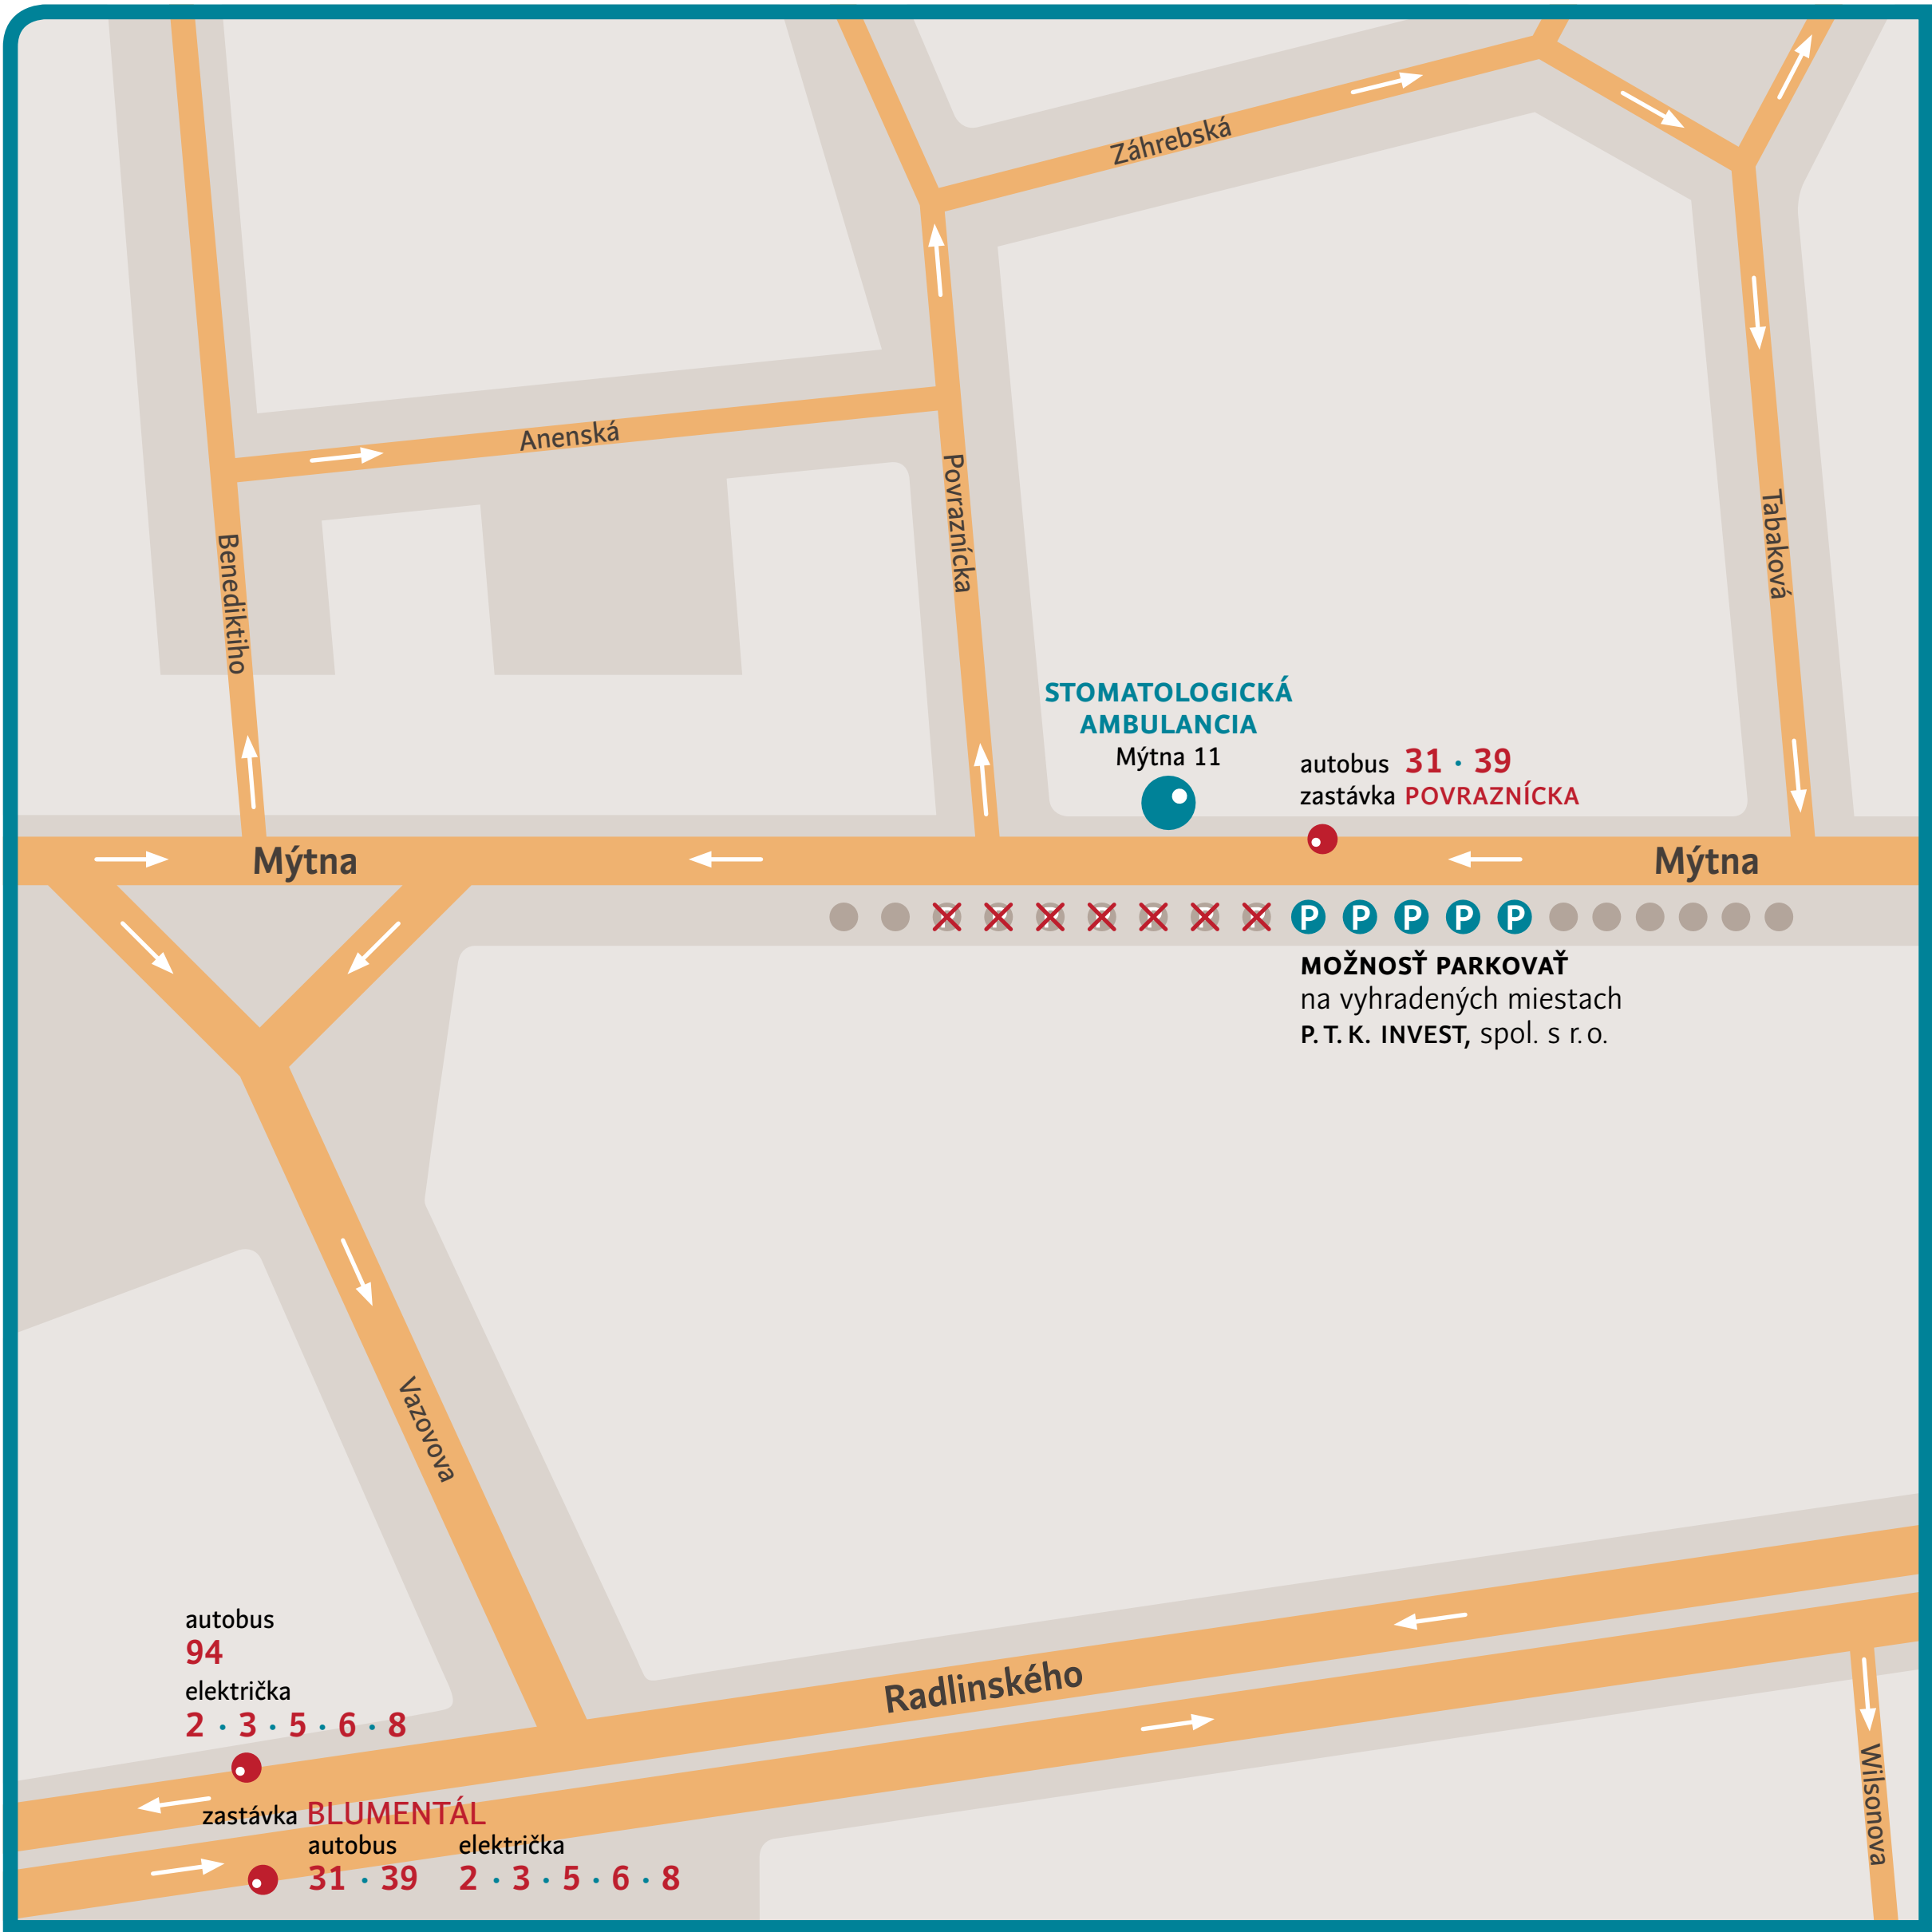 Záhrebská
Anenská
Povraznícka
Tabaková
Benediktiho
STOMATOLOGICKÁ
AMBULANCIA
Mýtna 11
autobus 31 · 39
zastávka POVRAZNÍCKA
Mýtna
Mýtna
P P P P P
MOŽNOSŤ PARKOVAŤ
na vyhradených miestach
P. T. K. INVEST, spol. s r. o.
Vazovova
autobus
94
električka
2 · 3 · 5 · 6 · 8
Radlinského
Wilsonova
zastávka BLUMENTÁL
autobus električka
31 · 39 2 · 3 · 5 · 6 · 8